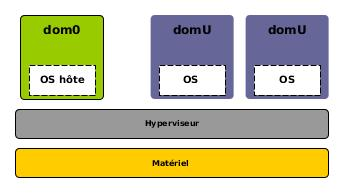 dom0
domU
domU
OS hôte
OS
OS
Hyperviseur
Matériel